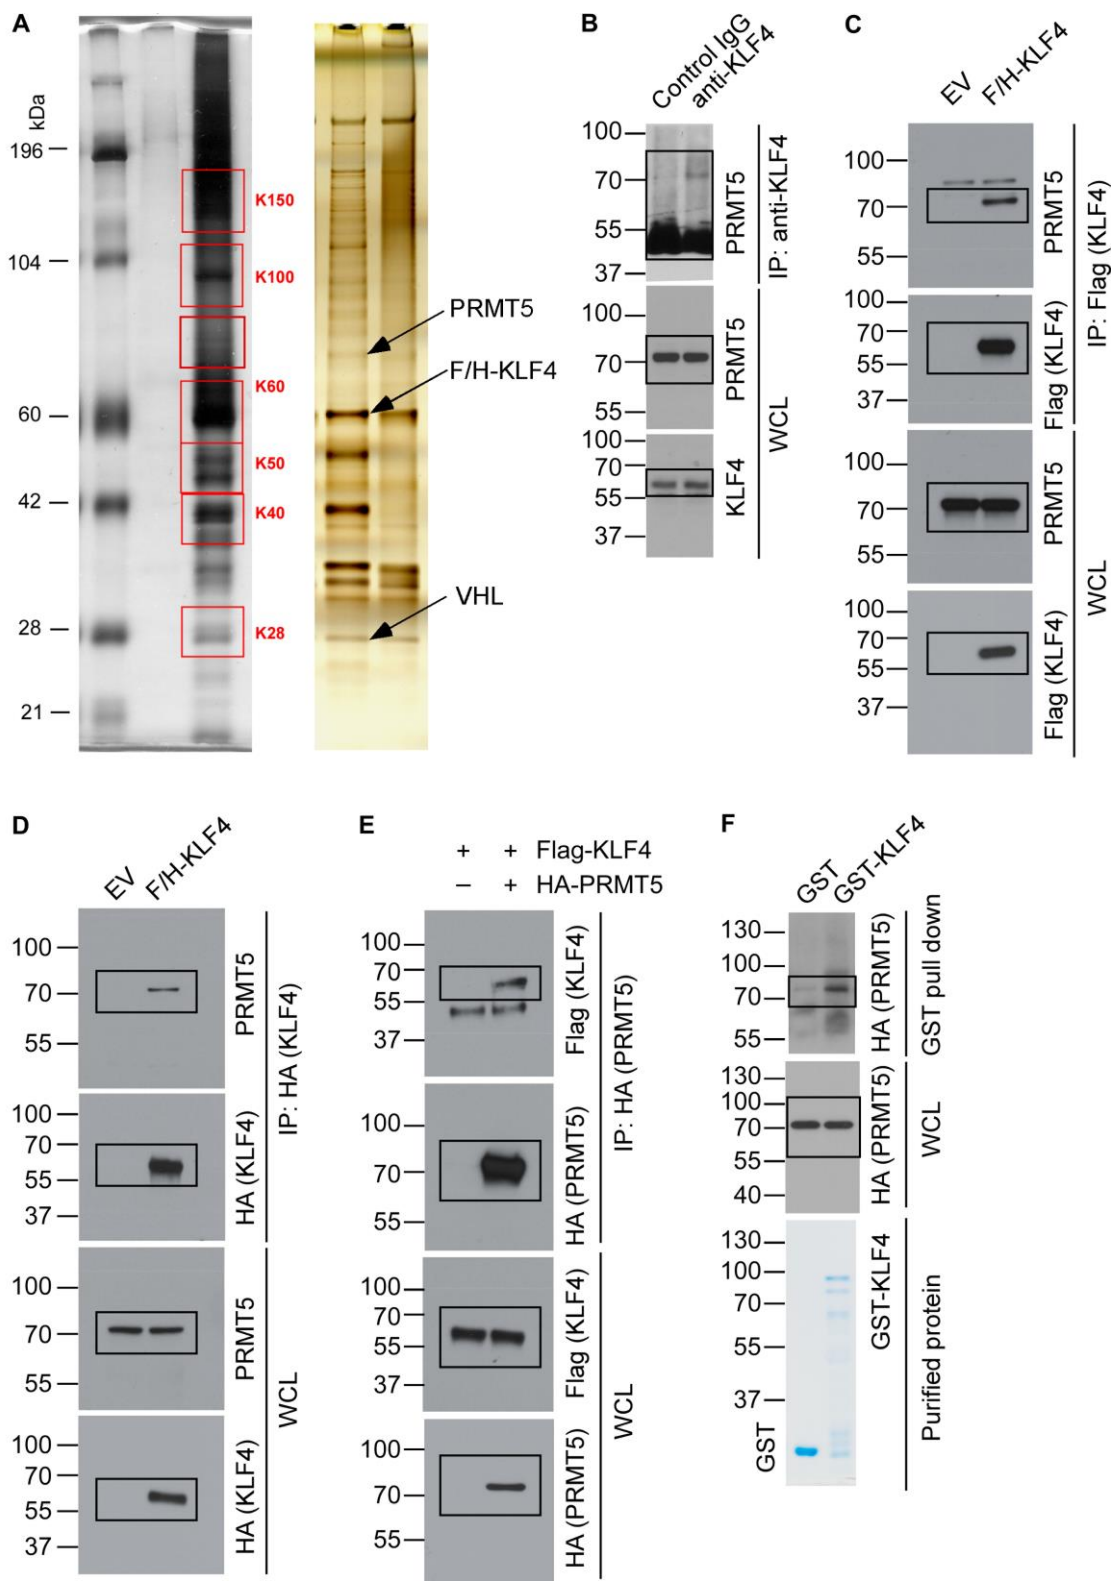 A
kDa
196
104
60
42
28
21
K150
K100
K60
K50
K40
K28
PRMT5
F/H-KLF4
VHL
B
Control IgG
anti-KLF4
100
70
55
37
PRMT5
IP: anti-KLF4
100
70
55
PRMT5
100
70
55
37
KLF4
WCL
C
EV
F/H-KLF4
100
70
55
PRMT5
100
70
55
37
Flag (KLF4)
IP: Flag (KLF4)
100
70
55
PRMT5
100
70
55
37
Flag (KLF4)
WCL
D
EV
F/H-KLF4
100
70
55
PRMT5
100
70
55
37
HA (KLF4)
IP: HA (KLF4)
100
70
55
PRMT5
100
70
55
37
HA (KLF4)
WCL
E
+ + Flag-KLF4
– + HA-PRMT5
100
70
55
37
Flag (KLF4)
100
70
55
HA (PRMT5)
IP: HA (PRMT5)
100
70
55
37
Flag (KLF4)
100
70
55
HA (PRMT5)
WCL
F
GST
GST-KLF4
130
100
70
55
HA (PRMT5)
GST pull down
130
100
70
55
40
HA (PRMT5)
WCL
130
100
70
55
37
GST
GST-KLF4
Purified protein